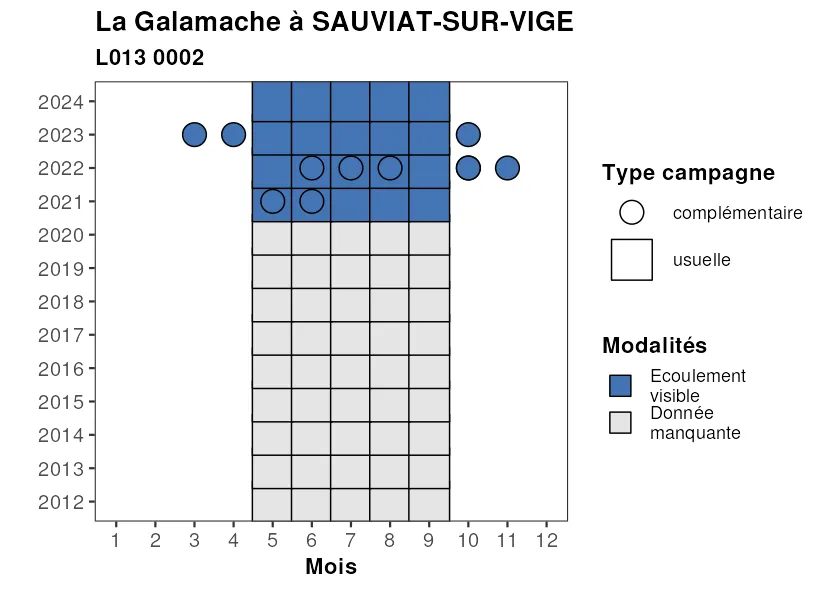 La Galamache à SAUVIAT-SUR-VIGE
L013 0002
2024
2023
2022
2021
2020
2019
2018
2017
2016
2015
2014
2013
2012
1 2 3 4 5 6 7 8 9 10 11 12
Mois
Type campagne
complémentaire
usuelle
Modalités
Ecoulement
visible
Donnée
manquante